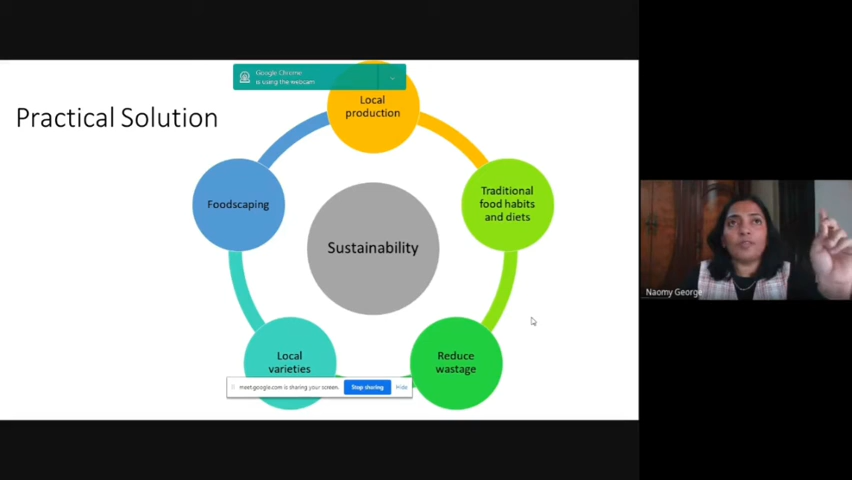 Google Chrome
is using the webcam
Practical Solution
Local
production
Traditional
food habits
and diets
Foodscaping
Sustainability
Naomy George
Local
varieties
Reduce
wastage
meet.google.com is sharing your screen.
Stop sharing
Hide